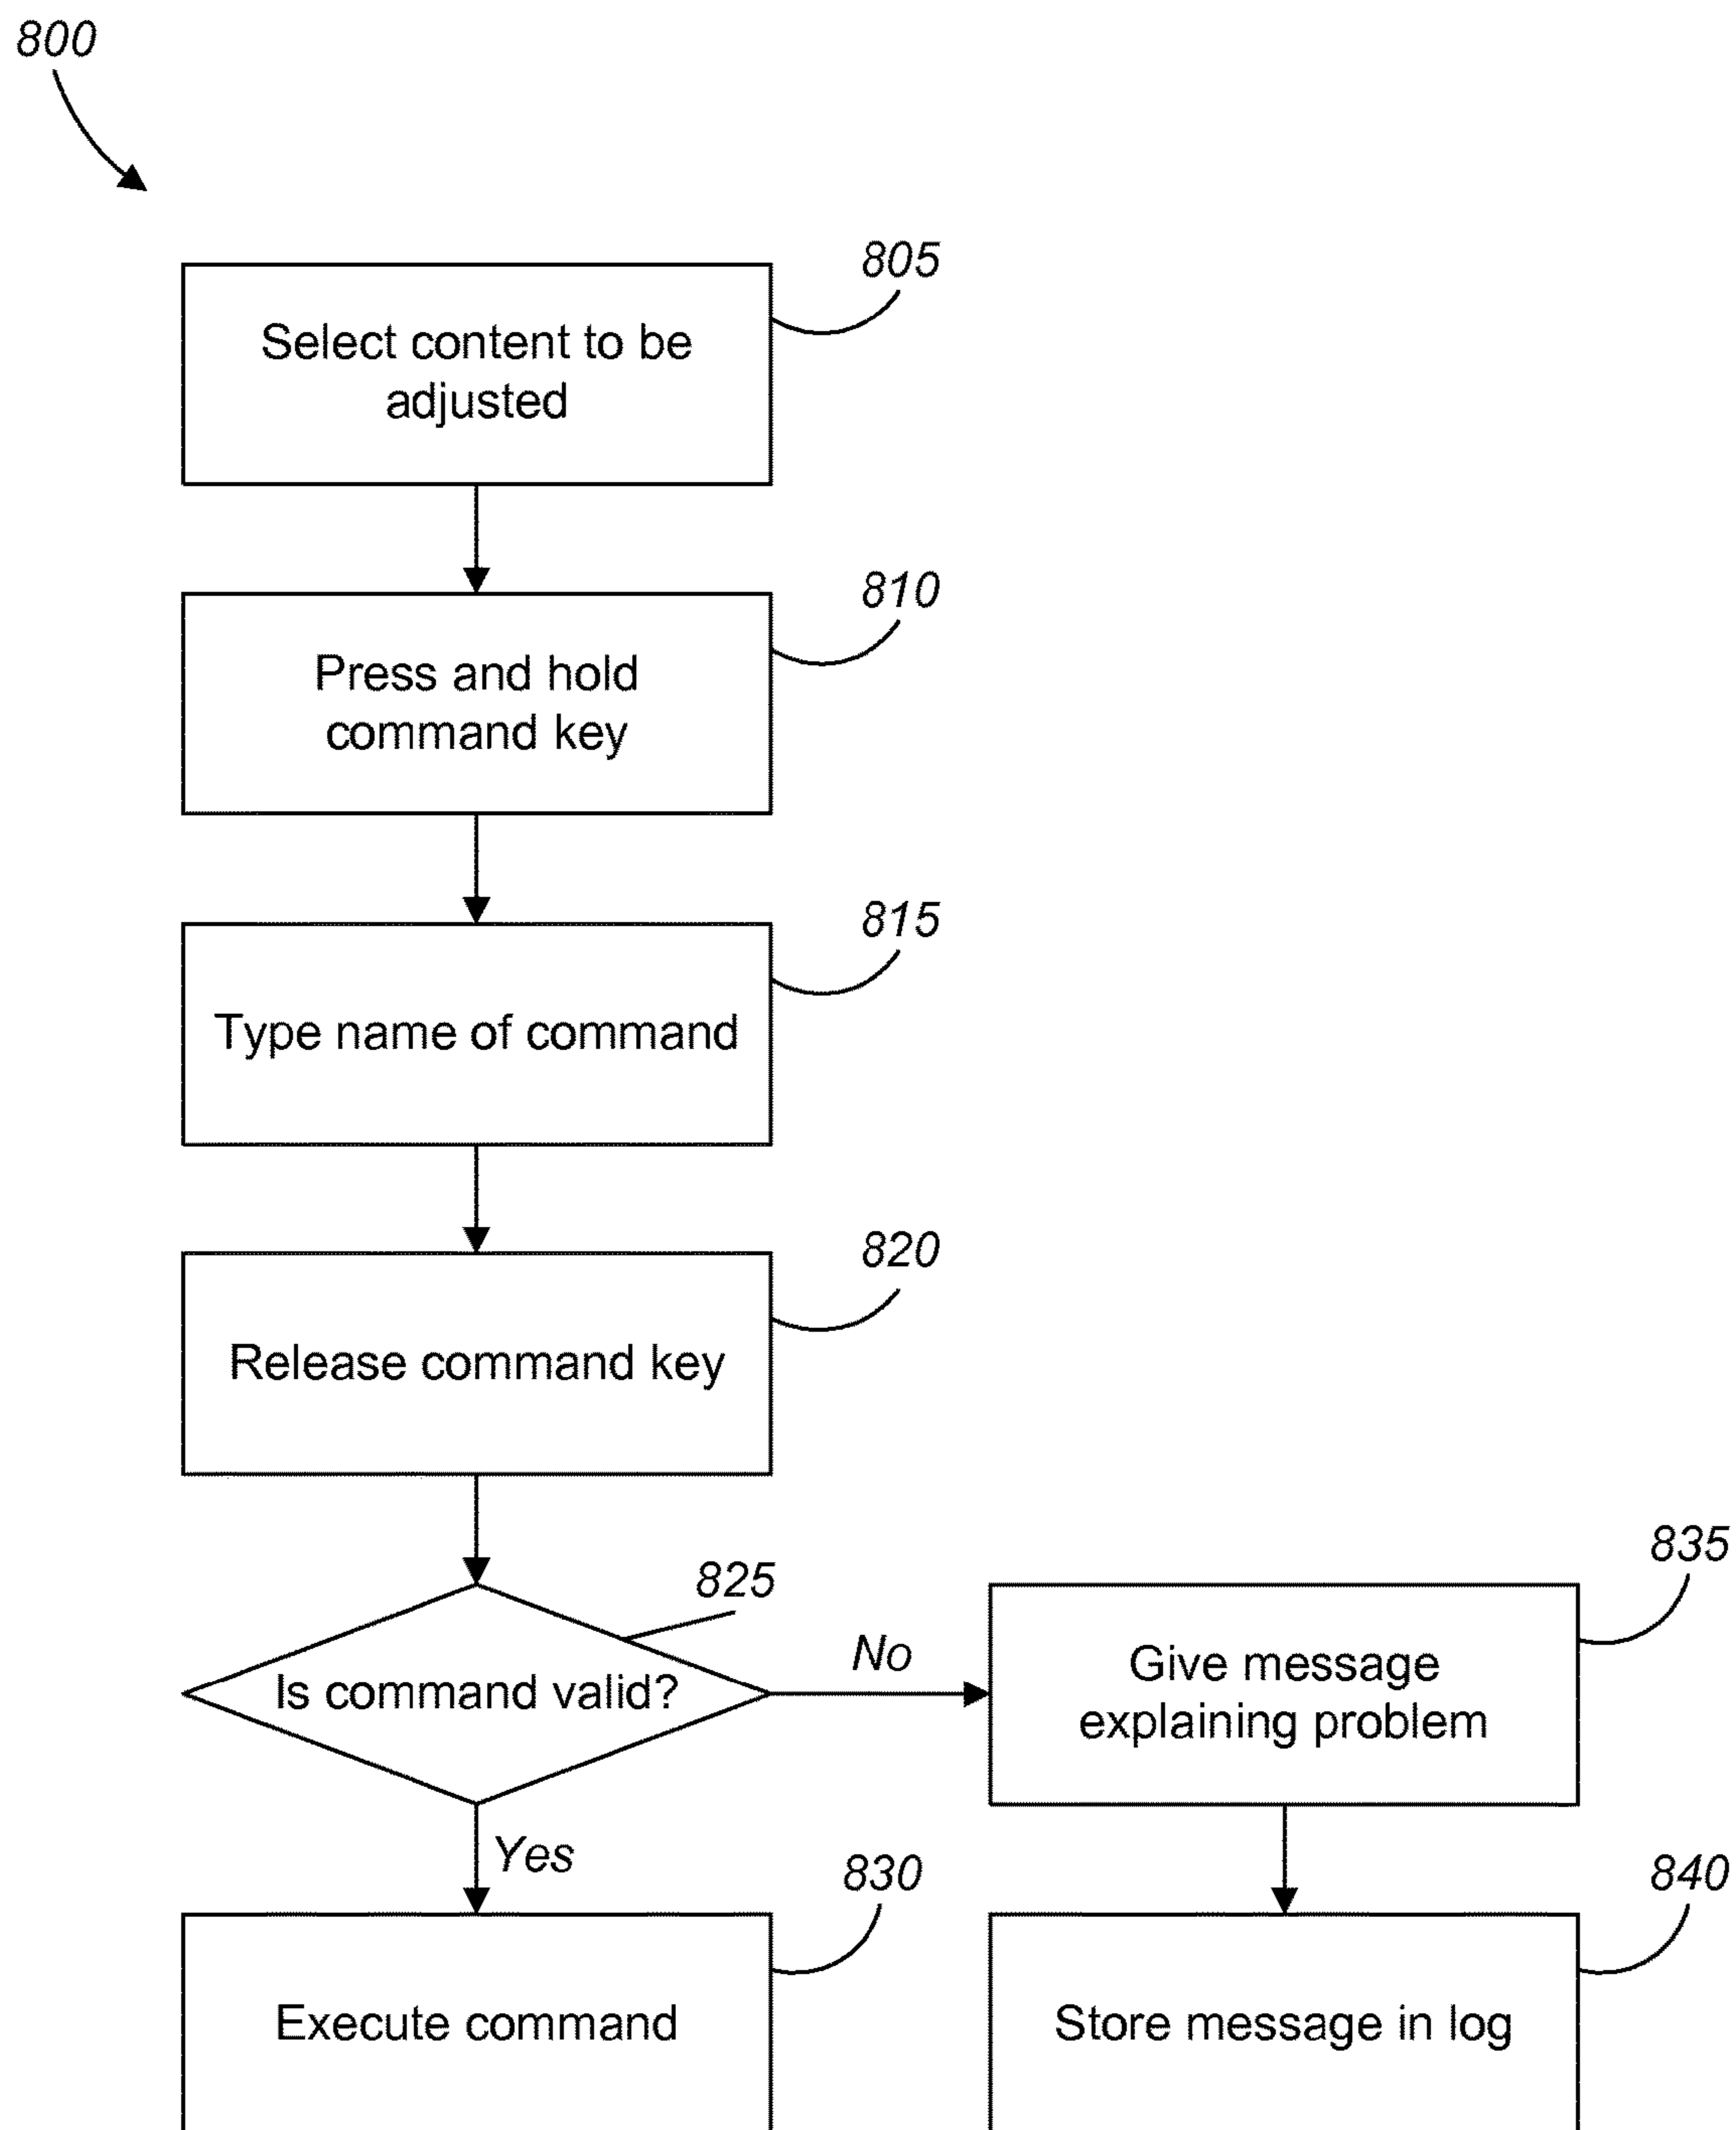 800
805
Select content to be
adjusted
810
Press and hold
command key
815
Type name of command
820
Release command key
825
835
Is command valid?
No
Give message
explaining problem
Yes
830
840
Execute command
Store message in log